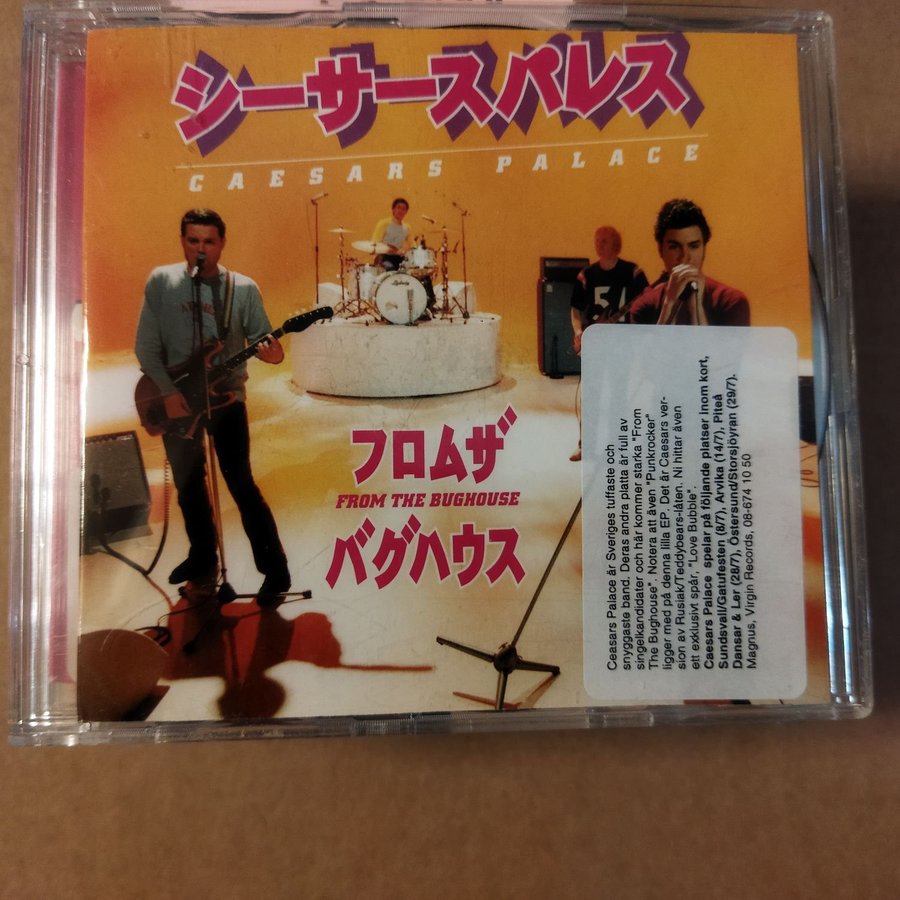 シーザースパレス
CAESARS PALACE
Ludwig
51
フロムザ
FROM THE BUGHOUSE
バグハウス
Ceasars Palace är Sveriges tuffaste och
snyggaste band. Deras andra platta är full av
singelkandidater och här kommer starka "From
The Bughouse". Notera att även "Punkrocker"
ligger med på denna lilla EP. Det är Caesars ver-
sion av Rusiak/Teddybears-låten. Ni hittar även
ett exklusivt spår, "Love Bubble".
Caesars Palace spelar på följande platser inom kort,
Sundsvall/Gatufesten (8/7), Arvika (14/7), Piteå
Dansar & Ler (28/7), Östersund/Storsjöyran (29/7).
Magnus, Virgin Records, 08-674 10 50